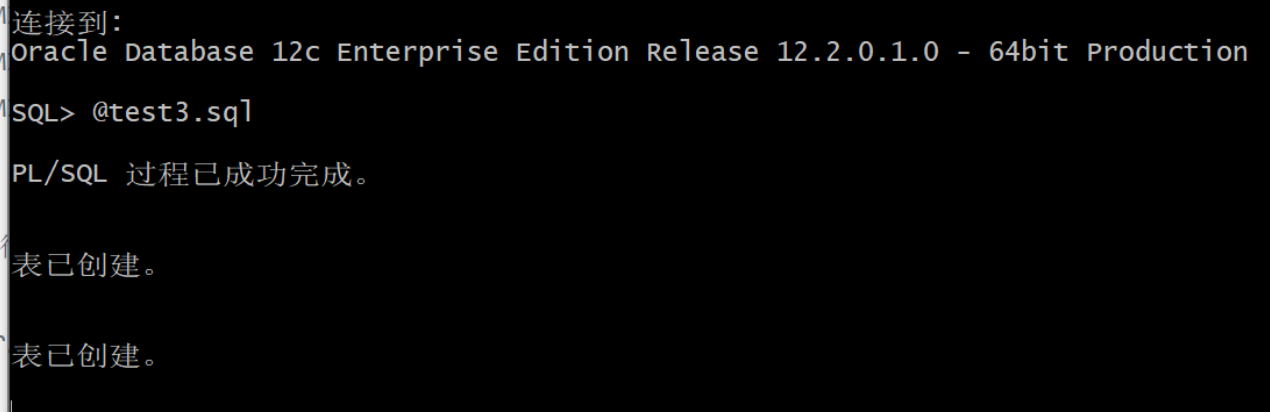 连接到:
Oracle Database 12c Enterprise Edition Release 12.2.0.1.0 - 64bit Production
SQL> @test3.sql
PL/SQL 过程已成功完成。
表已创建。
表已创建。